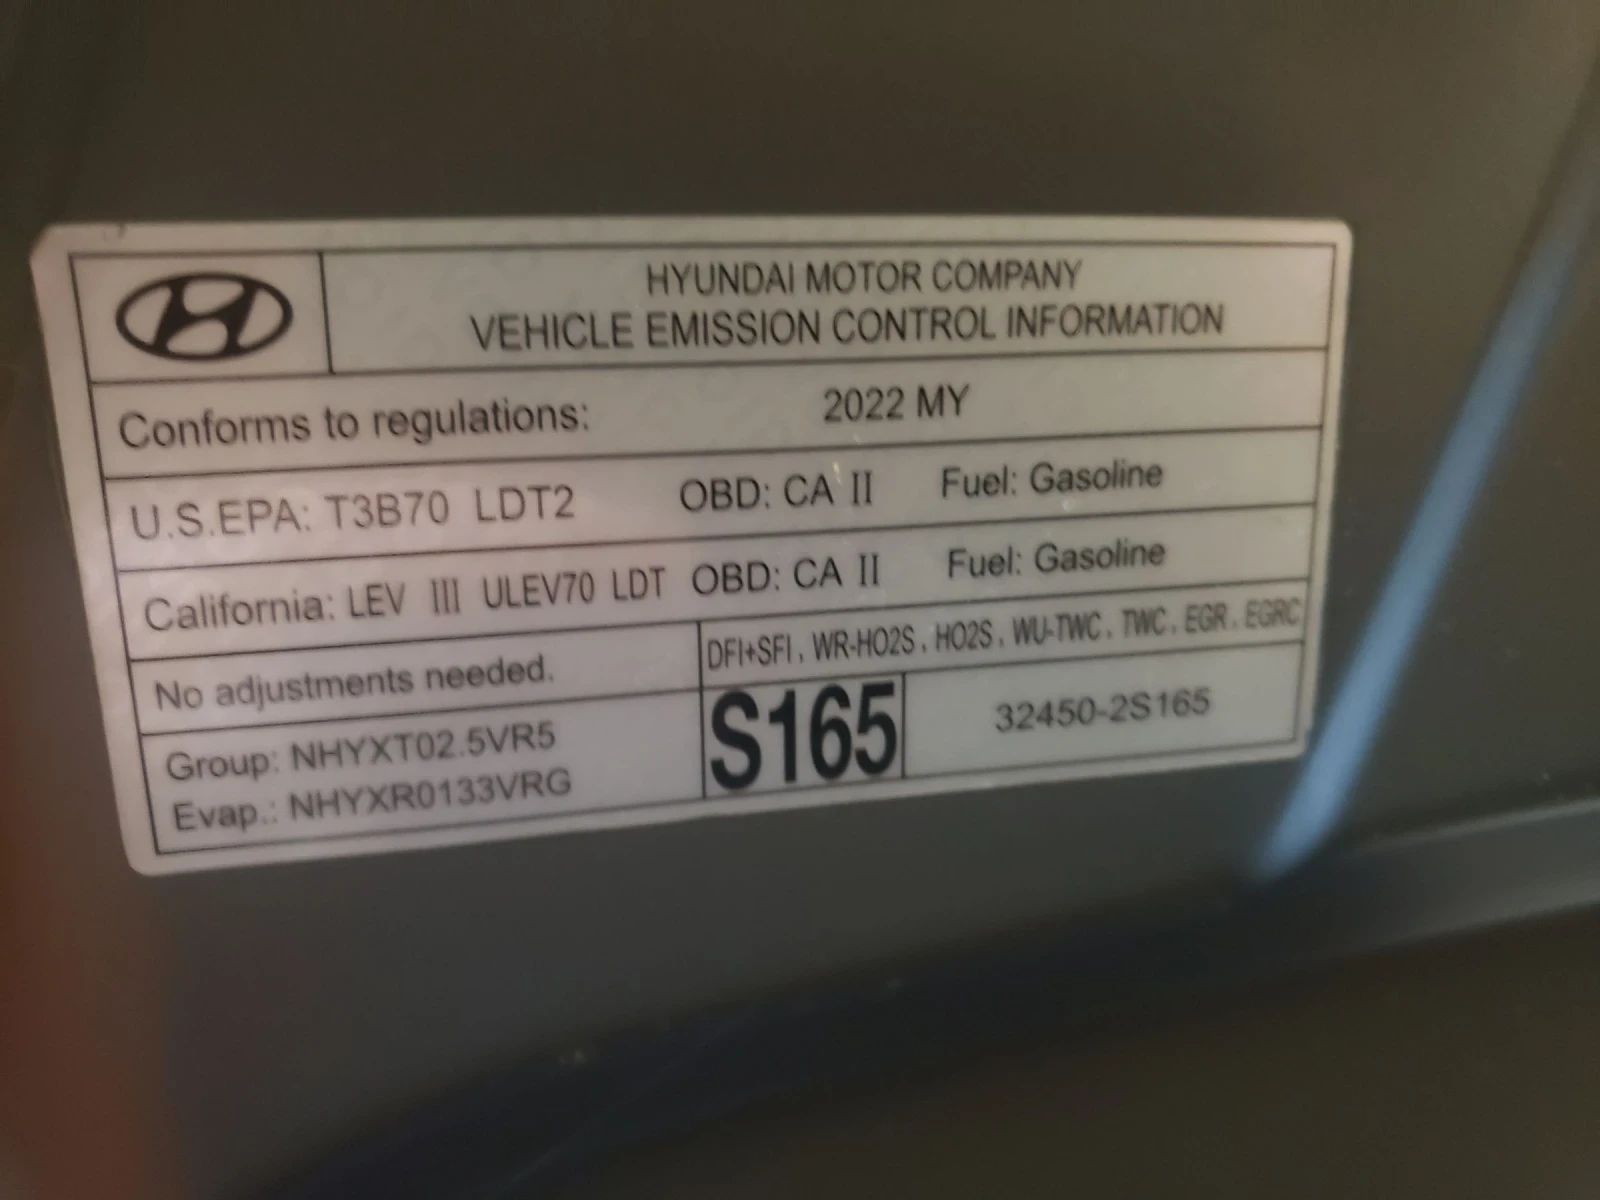 HYUNDAI MOTOR COMPANY
VEHICLE EMISSION CONTROL INFORMATION
Conforms to regulations: 2022 MY
U.S.EPA: T3B70 LDT2 OBD: CA II Fuel: Gasoline
California: LEV III ULEV70 LDT OBD: CA II Fuel: Gasoline
No adjustments needed.
DFI+SFI, WR-HO2S, HO2S, WU-TWC, TWC, EGR, EGRC
Group: NHYXT02.5VR5
Evap.: NHYXR0133VRG
S165
32450-2S165